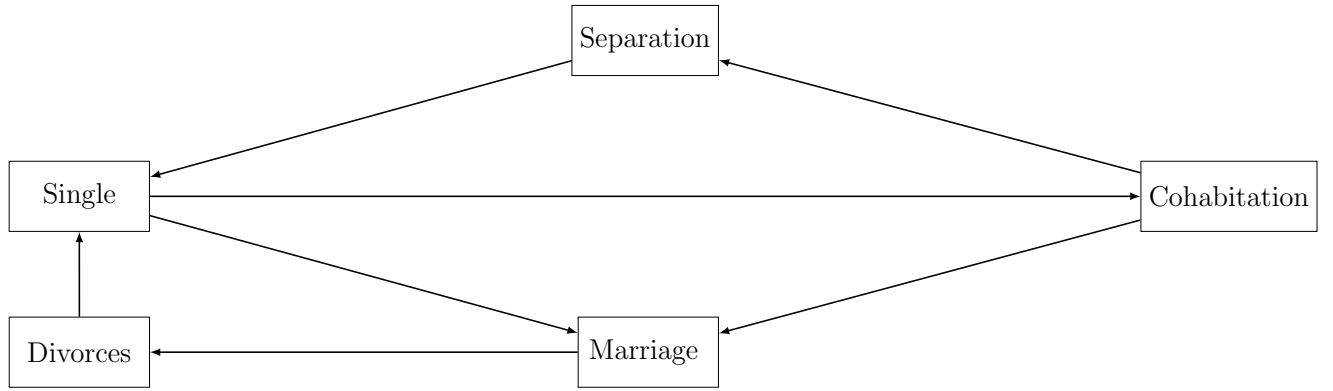 Separation
Single
Cohabitation
Divorces
Marriage